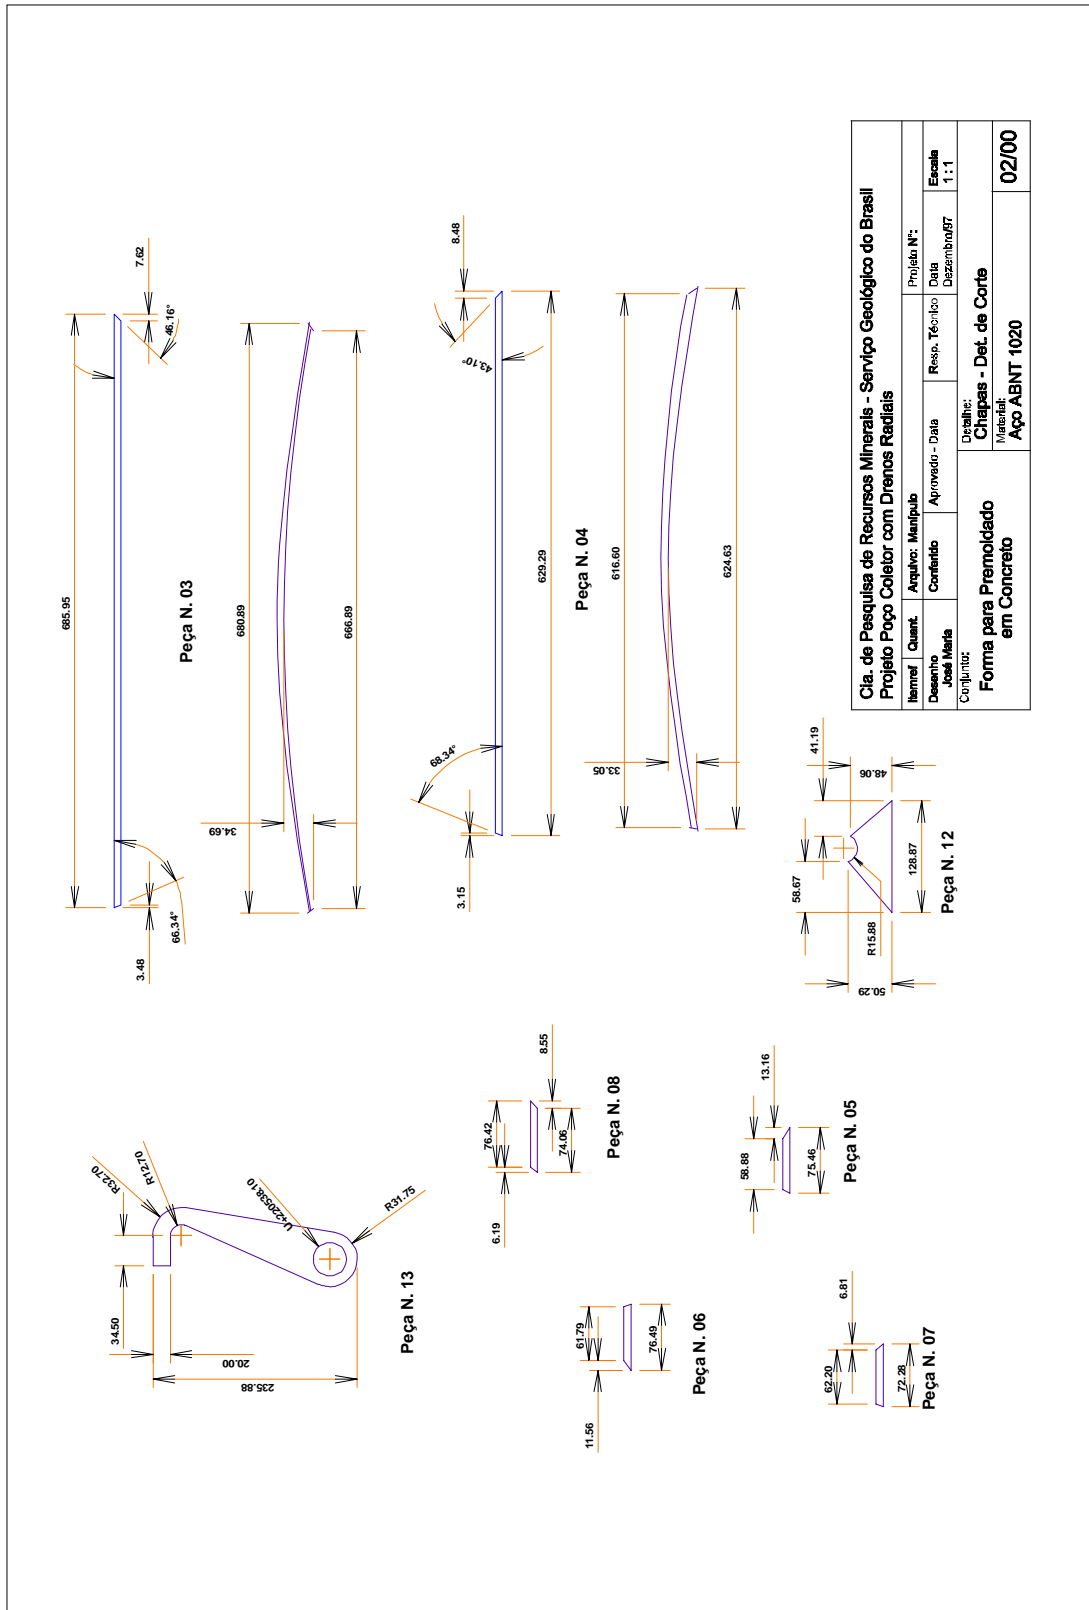 685.95
7.62
46.16°
66.34°
3.48
Peça N. 03
680.89
34.69
666.89
8.48
43.10°
68.34°
3.15
629.29
Peça N. 04
616.60
33.05
624.63
R32.70
R12.70
U+220538.10
R31.75
34.50
20.00
235.88
Peça N. 13
8.55
76.42
74.06
6.19
Peça N. 08
61.79
76.49
11.56
Peça N. 06
13.16
58.88
75.46
Peça N. 05
6.81
62.20
72.28
Peça N. 07
41.19
48.06
58.67
128.87
R15.88
50.29
Peça N. 12
Cia. de Pesquisa de Recursos Minerais - Serviço Geológico do Brasil
Projeto Poço Coletor com Drenos Radiais
Itemref Quant. Arquivo: Manípulo Projeto Nº:
Desenho Conferido Aprovado - Data Resp. Técnico Data Escala
José Maria Dezembro/97 1 : 1
Conjunto: Detalhe:
Forma para Premoldado Chapas - Det. de Corte
em Concreto Material:
Aço ABNT 1020 02/00